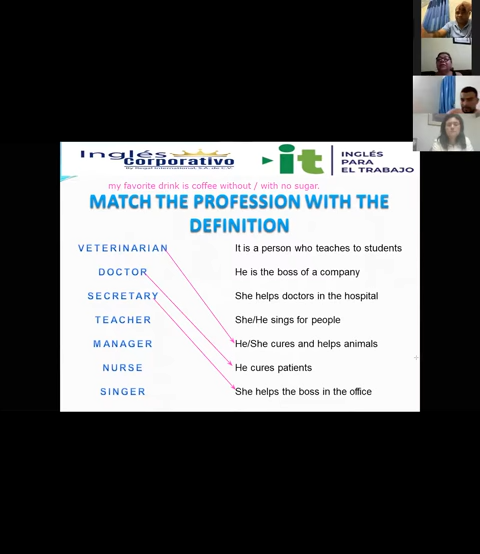 Inglés
Corporativo
it
INGLÉS
PARA
EL TRABAJO
my favorite drink is coffee without / with no sugar.
MATCH THE PROFESSION WITH THE
DEFINITION
VETERINARIAN It is a person who teaches to students
DOCTOR He is the boss of a company
SECRETARY She helps doctors in the hospital
TEACHER She/He sings for people
MANAGER He/She cures and helps animals
NURSE He cures patients
SINGER She helps the boss in the office